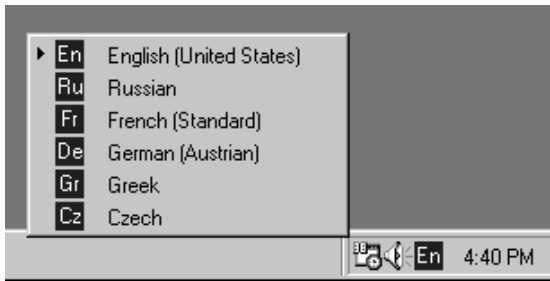 En English (United States)
Ru Russian
Fr French (Standard)
De German (Austrian)
Gr Greek
Cz Czech
En 4:40 PM